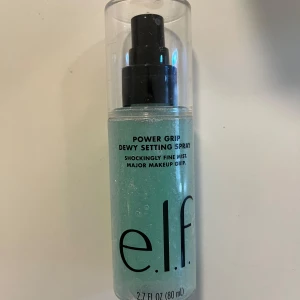 POWER GRIP
DEWY SETTING SPRAY
SHOCKINGLY FINE MIST
MAJOR MAKEUP GRIP
e.l.f.
2.7 FL OZ (80 mL)